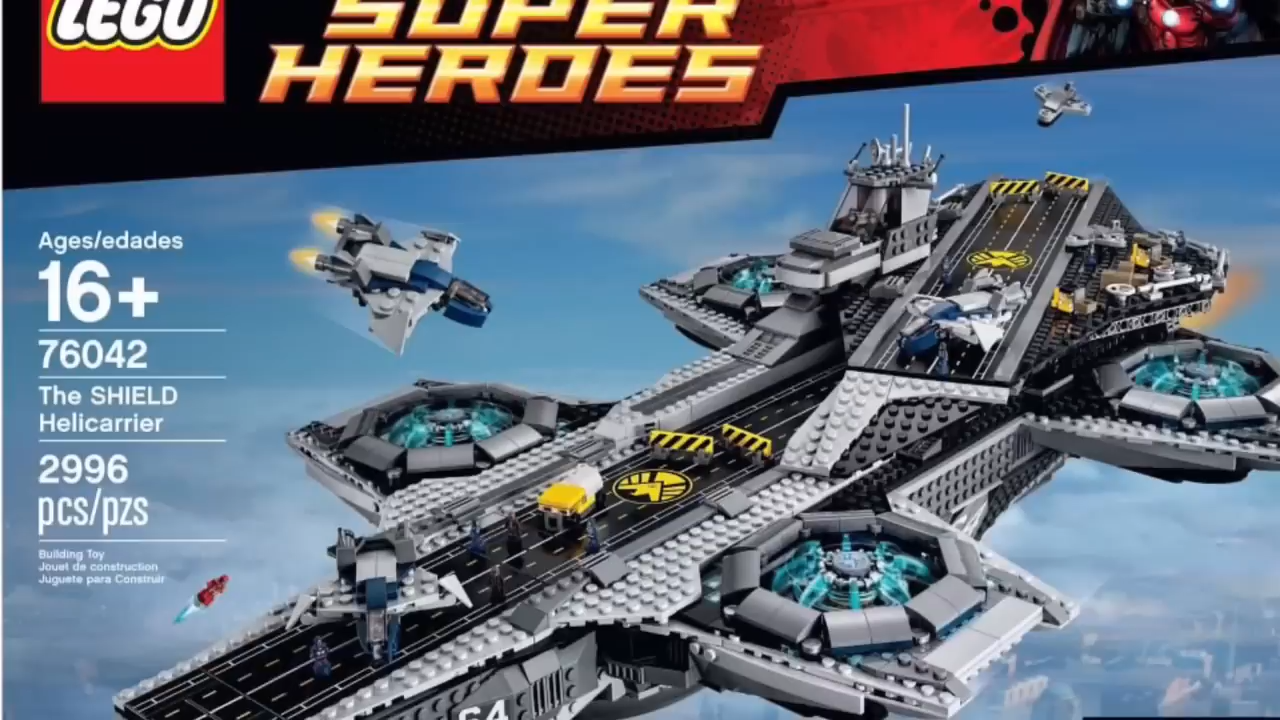 LEGO
SUPER
HEROES
Ages/edades
16+
76042
The SHIELD
Helicarrier
2996
pcs/pzs
Building Toy
Jouet de construction
Juguete para Construir
64